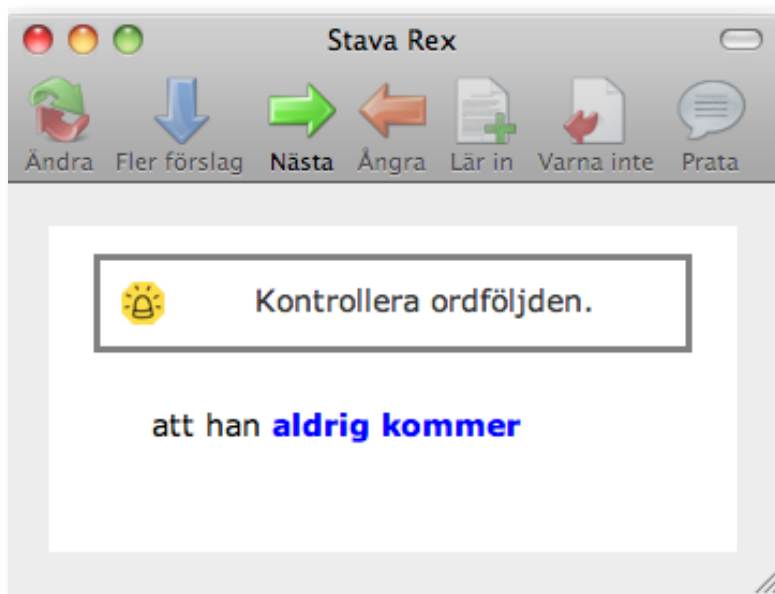 Stava Rex
Ändra Fler förslag Nästa Ångra Lär in Varna inte Prata
Kontrollera ordföljden.
att han aldrig kommer